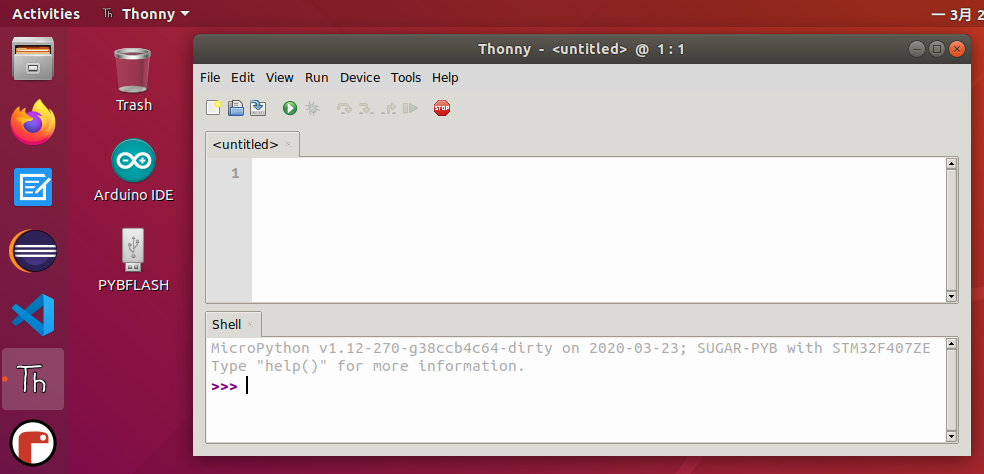 Activities
Th Thonny
一 3月 2
Thonny - <untitled> @ 1:1
File Edit View Run Device Tools Help
STOP
Trash
Arduino IDE
PYBFLASH
Th
<untitled>
1
Shell
MicroPython v1.12-270-g38ccb4c64-dirty on 2020-03-23; SUGAR-PYB with STM32F407ZE
Type "help()" for more information.
>>>